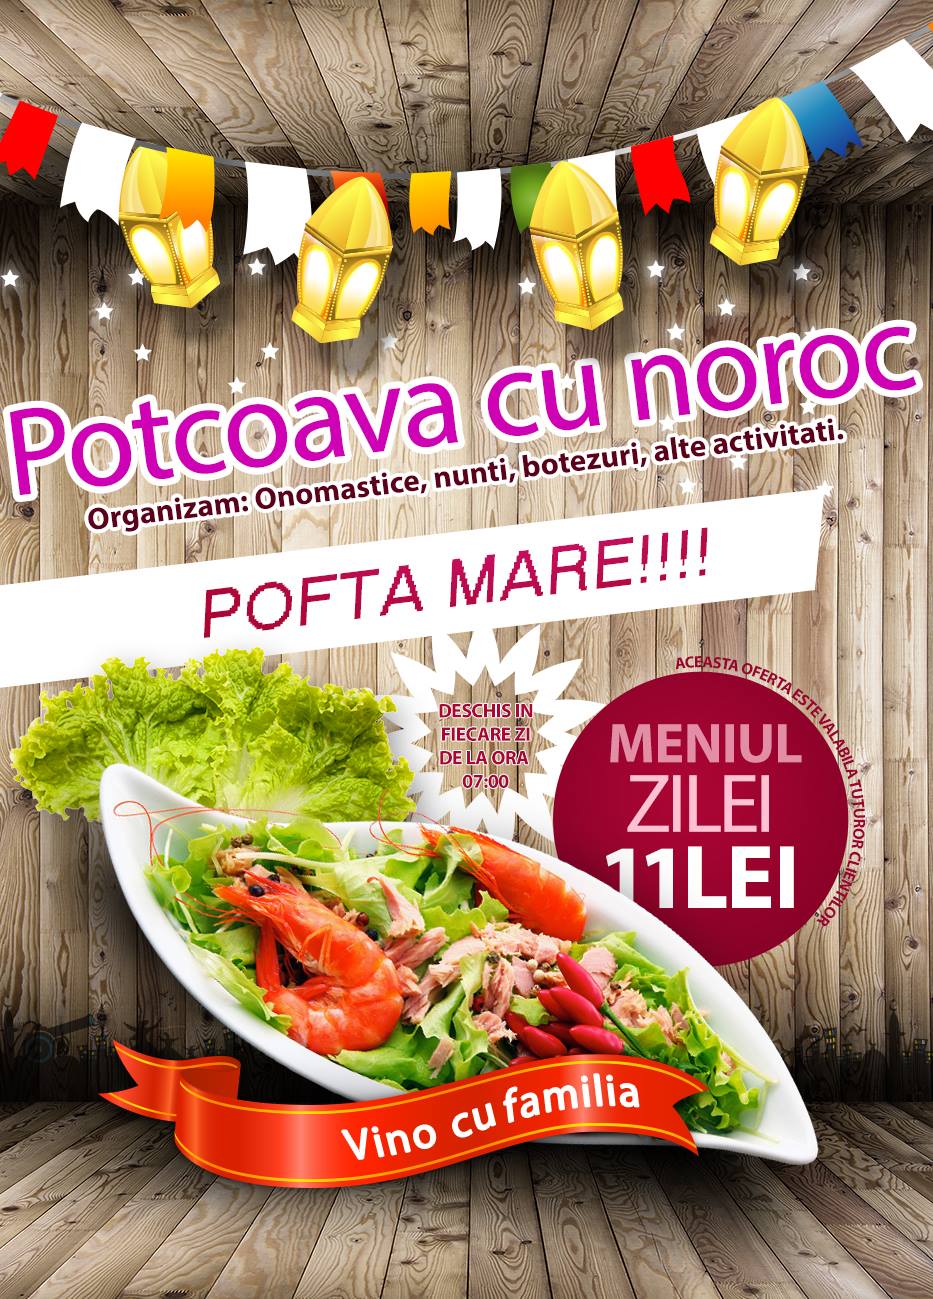 Potcoava cu noroc
Organizam: Onomastice, nunti, botezuri, alte activitati.
POFTA MARE!!!!
DESCHIS IN
FIECARE ZI
DE LA ORA
07:00
ACEASTA OFERTA ESTE VALABILA TUTUROR CLIENTILOR
MENIUL
ZILEI
11LEI
Vino cu familia